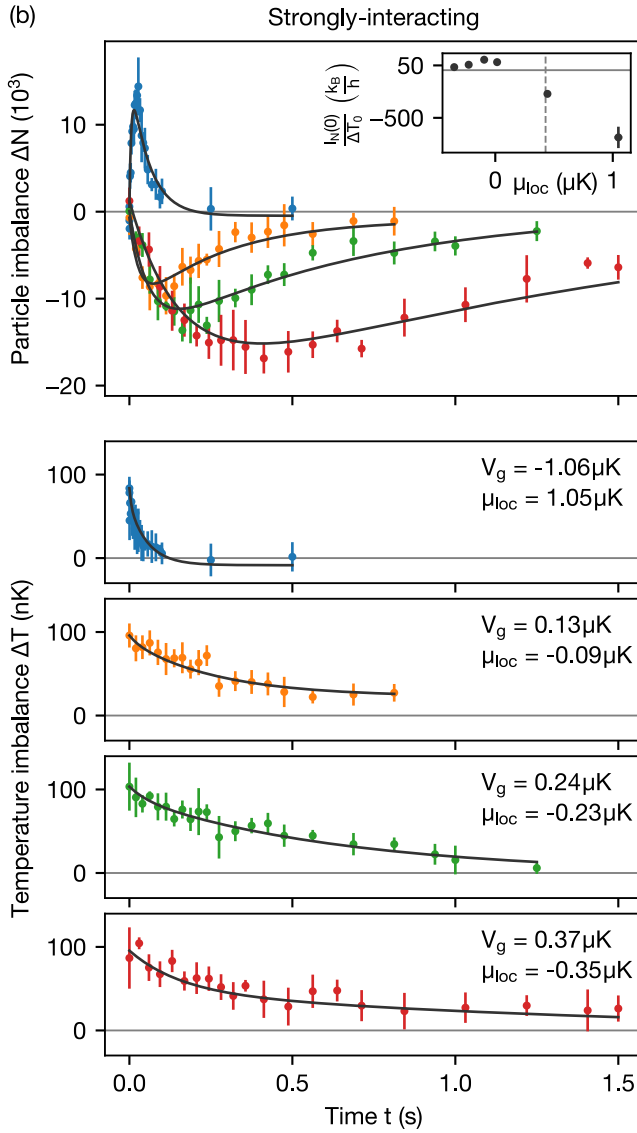 (b)
Strongly-interacting
Particle imbalance ΔN (10³)
10
0
−10
−20
I_N(0)/ΔT₀ (k_B/h)
50
−500
0
1
μ_loc (μK)
Temperature imbalance ΔT (nK)
100
0
V_g = -1.06μK
μ_loc = 1.05μK
100
0
V_g = 0.13μK
μ_loc = -0.09μK
100
0
V_g = 0.24μK
μ_loc = -0.23μK
100
0
V_g = 0.37μK
μ_loc = -0.35μK
0.0
0.5
1.0
1.5
Time t (s)